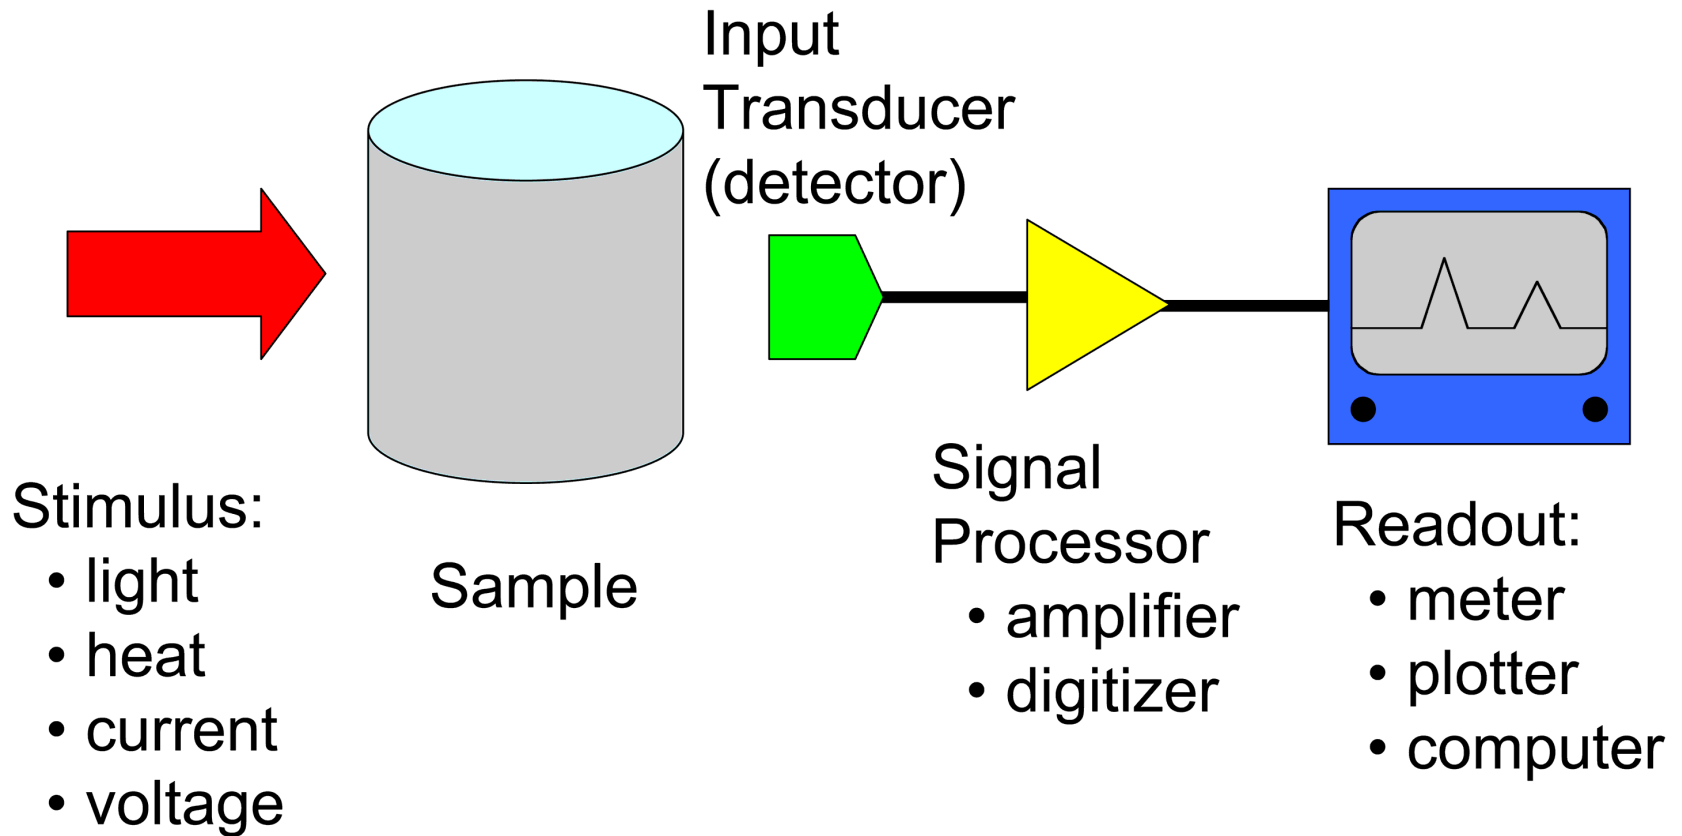 Input
Transducer
(detector)
Stimulus:
• light
• heat
• current
• voltage
Sample
Signal
Processor
• amplifier
• digitizer
Readout:
• meter
• plotter
• computer